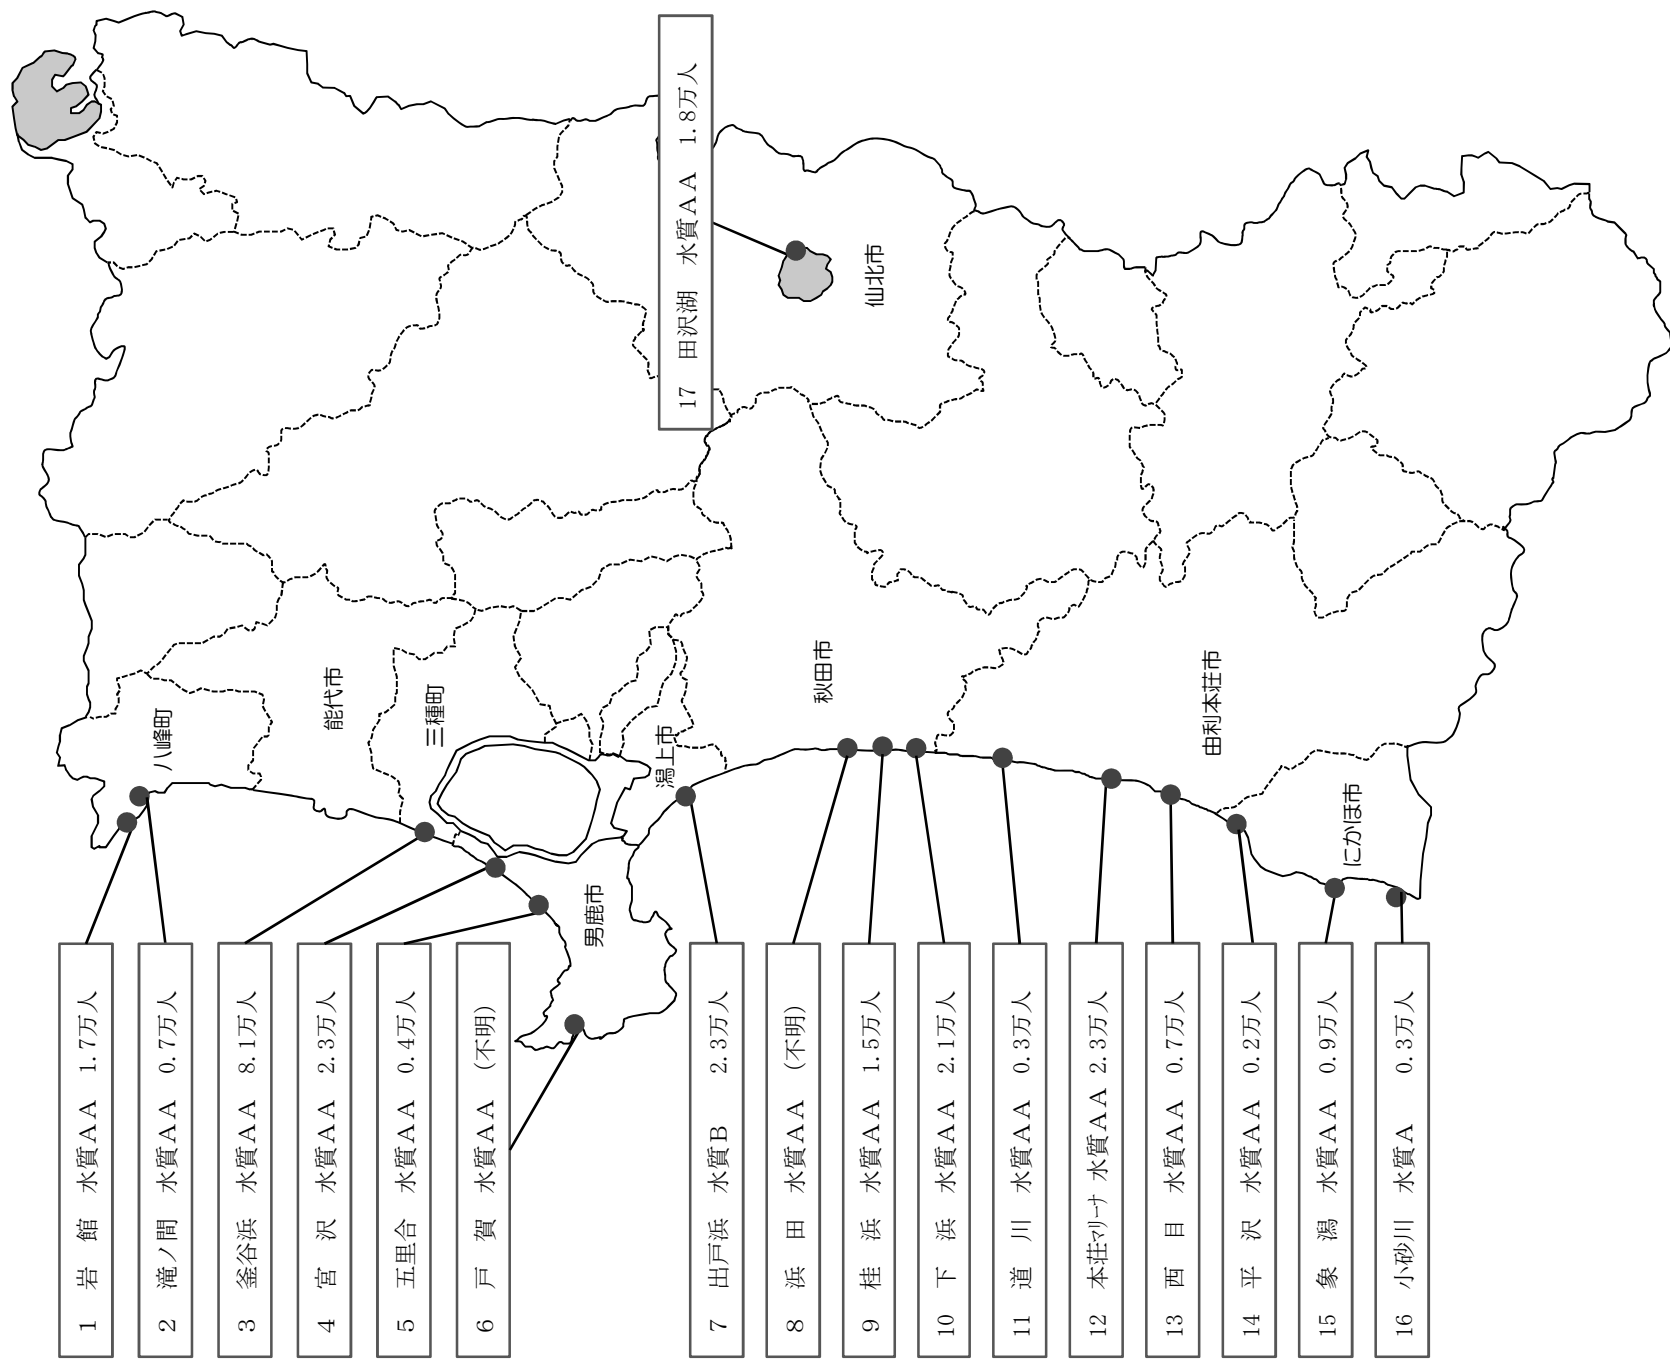 1 岩 館 水質AA 1.7万人
2 滝ノ間 水質AA 0.7万人
3 釜谷浜 水質AA 8.1万人
4 宮 沢 水質AA 2.3万人
5 五里合 水質AA 0.4万人
6 戸 賀 水質AA (不明)
7 出戸浜 水質B 2.3万人
8 浜 田 水質AA (不明)
9 桂 浜 水質AA 1.5万人
10 下 浜 水質AA 2.1万人
11 道 川 水質AA 0.3万人
12 本荘マリーナ 水質AA 2.3万人
13 西 目 水質AA 0.7万人
14 平 沢 水質AA 0.2万人
15 象 潟 水質AA 0.9万人
16 小砂川 水質A 0.3万人
17 田沢湖 水質AA 1.8万人
八峰町
能代市
三種町
男鹿市
潟上市
秋田市
由利本荘市
にかほ市
仙北市